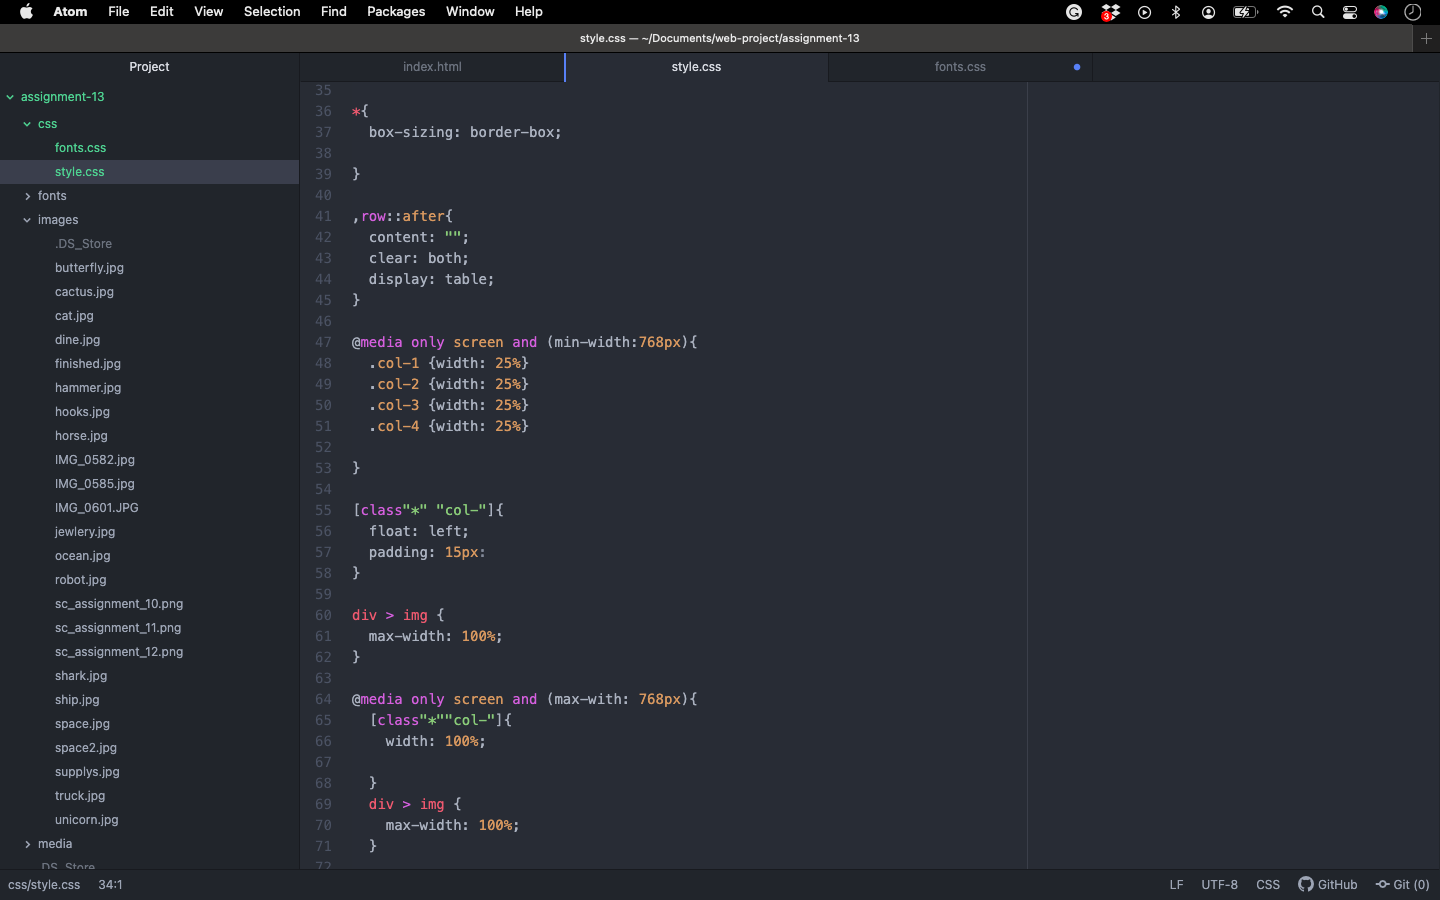 Atom File Edit View Selection Find Packages Window Help
3
style.css — ~/Documents/web-project/assignment-13
Project
index.html
style.css
fonts.css
assignment-13
css
fonts.css
style.css
fonts
images
.DS_Store
butterfly.jpg
cactus.jpg
cat.jpg
dine.jpg
finished.jpg
hammer.jpg
hooks.jpg
horse.jpg
IMG_0582.jpg
IMG_0585.jpg
IMG_0601.JPG
jewlery.jpg
ocean.jpg
robot.jpg
sc_assignment_10.png
sc_assignment_11.png
sc_assignment_12.png
shark.jpg
ship.jpg
space.jpg
space2.jpg
supplys.jpg
truck.jpg
unicorn.jpg
media
.DS_Store
35
36 *{
37 box-sizing: border-box;
38
39 }
40
41 ,row::after{
42 content: "";
43 clear: both;
44 display: table;
45 }
46
47 @media only screen and (min-width:768px){
48 .col-1 {width: 25%}
49 .col-2 {width: 25%}
50 .col-3 {width: 25%}
51 .col-4 {width: 25%}
52
53 }
54
55 [class"*" "col-"]{
56 float: left;
57 padding: 15px:
58 }
59
60 div > img {
61 max-width: 100%;
62 }
63
64 @media only screen and (max-with: 768px){
65 [class"*""col-"]{
66 width: 100%;
67
68 }
69 div > img {
70 max-width: 100%;
71 }
72
css/style.css 34:1
LF UTF-8 CSS GitHub Git (0)